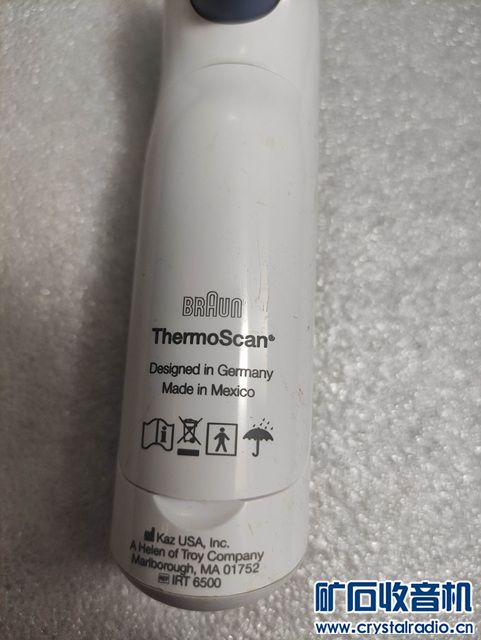 BRAUN
ThermoScan®
Designed in Germany
Made in Mexico
Kaz USA, Inc.
A Helen of Troy Company
Marlborough, MA 01752
REF IRT 6500
矿石收音机
www.crystalradio.cn